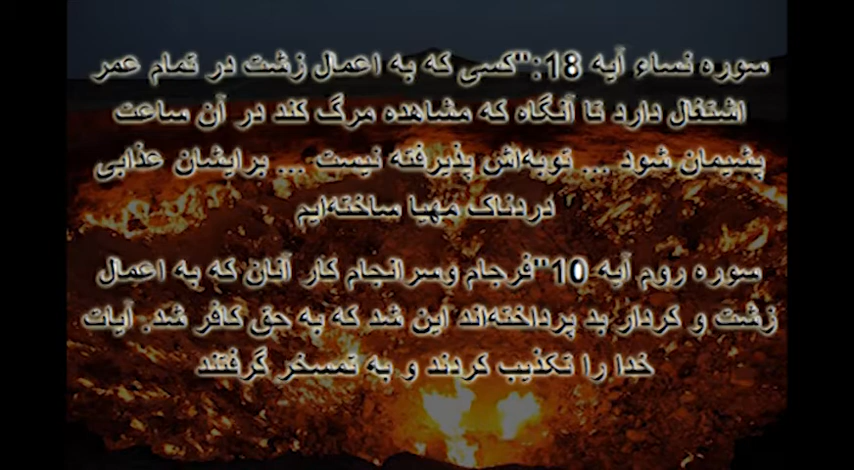 سوره نساء آیه 18:"کسی که به اعمال زشت در تمام عمر
اشتغال دارد تا آنگاه که مشاهده مرگ کند در آن ساعت
پشیمان شود ... توبه‌اش پذیرفته نیست ... برایشان عذابی
دردناک مهیا ساخته‌ایم
سوره روم آیه 10"فرجام وسرانجام کار آنان که به اعمال
زشت و کردار بد پرداخته‌اند این شد که به حق کافر شد. آیات
خدا را تکذیب کردند و به تمسخر گرفتند